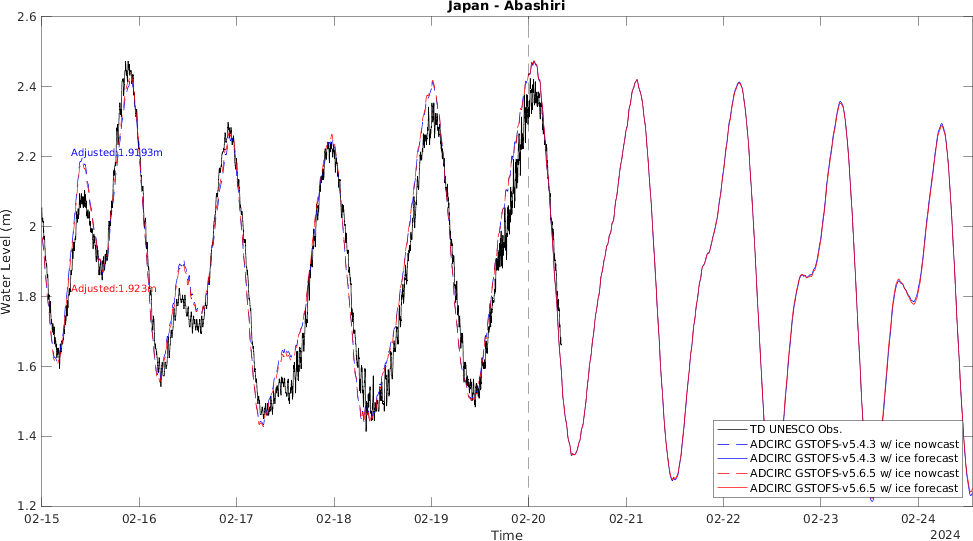 Japan - Abashiri
2.6
2.4
2.2
2
1.8
1.6
1.4
1.2
Water Level (m)
Adjusted:1.9193m
Adjusted:1.923m
TD UNESCO Obs.
ADCIRC GSTOFS-v5.4.3 w/ ice nowcast
ADCIRC GSTOFS-v5.4.3 w/ ice forecast
ADCIRC GSTOFS-v5.6.5 w/ ice nowcast
ADCIRC GSTOFS-v5.6.5 w/ ice forecast
02-15 02-16 02-17 02-18 02-19 02-20 02-21 02-22 02-23 02-24
Time
2024